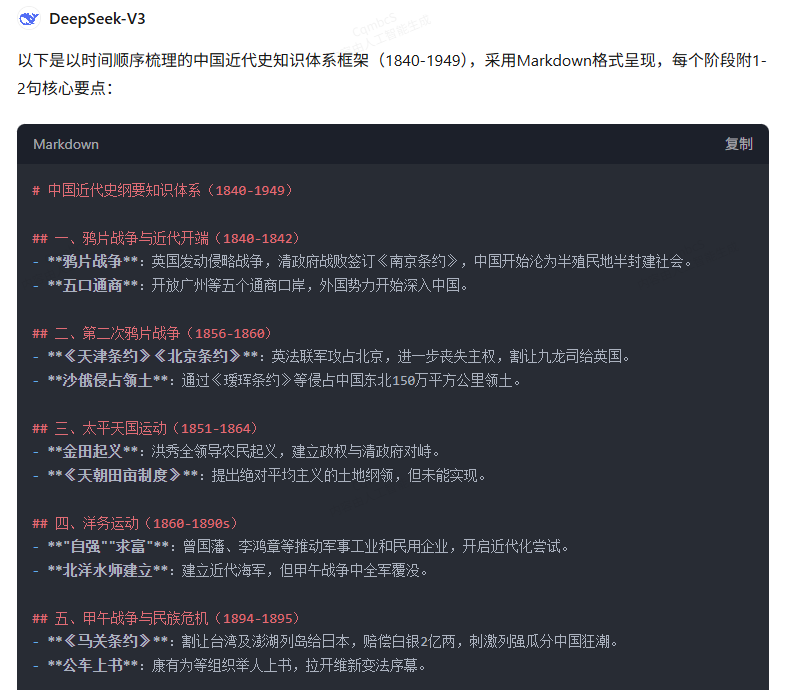 DeepSeek-V3
以下是以时间顺序梳理的中国近代史知识体系框架（1840-1949），采用Markdown格式呈现，每个阶段附1-
2句核心要点：
Markdown 复制
# 中国近代史纲要知识体系（1840-1949）
## 一、鸦片战争与近代开端（1840-1842）
- **鸦片战争**：英国发动侵略战争，清政府战败签订《南京条约》，中国开始沦为半殖民地半封建社会。
- **五口通商**：开放广州等五个通商口岸，外国势力开始深入中国。
## 二、第二次鸦片战争（1856-1860）
- **《天津条约》《北京条约》**：英法联军攻占北京，进一步丧失主权，割让九龙司给英国。
- **沙俄侵占领土**：通过《瑷珲条约》等侵占中国东北150万平方公里领土。
## 三、太平天国运动（1851-1864）
- **金田起义**：洪秀全领导农民起义，建立政权与清政府对峙。
- **《天朝田亩制度》**：提出绝对平均主义的土地纲领，但未能实现。
## 四、洋务运动（1860-1890s）
- **"自强""求富"**：曾国藩、李鸿章等推动军事工业和民用企业，开启近代化尝试。
- **北洋水师建立**：建立近代海军，但甲午战争中全军覆没。
## 五、甲午战争与民族危机（1894-1895）
- **《马关条约》**：割让台湾及澎湖列岛给日本，赔偿白银2亿两，刺激列强瓜分中国狂潮。
- **公车上书**：康有为等组织举人上书，拉开维新变法序幕。